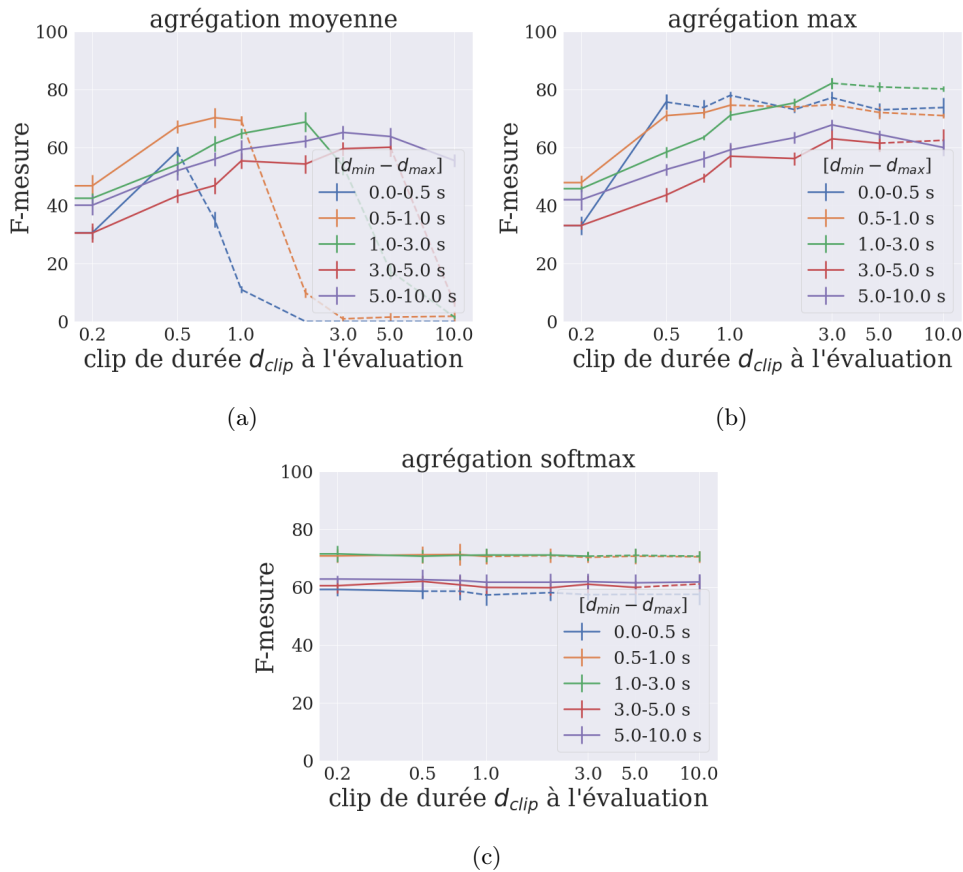 agrégation moyenne
100
80
60
40
20
0
F-mesure
[d_min − d_max]
0.0-0.5 s
0.5-1.0 s
1.0-3.0 s
3.0-5.0 s
5.0-10.0 s
0.2 0.5 1.0 3.0 5.0 10.0
clip de durée d_clip à l'évaluation
(a)
agrégation max
100
80
60
40
20
0
F-mesure
[d_min − d_max]
0.0-0.5 s
0.5-1.0 s
1.0-3.0 s
3.0-5.0 s
5.0-10.0 s
0.2 0.5 1.0 3.0 5.0 10.0
clip de durée d_clip à l'évaluation
(b)
agrégation softmax
100
80
60
40
20
0
F-mesure
[d_min − d_max]
0.0-0.5 s
0.5-1.0 s
1.0-3.0 s
3.0-5.0 s
5.0-10.0 s
0.2 0.5 1.0 3.0 5.0 10.0
clip de durée d_clip à l'évaluation
(c)